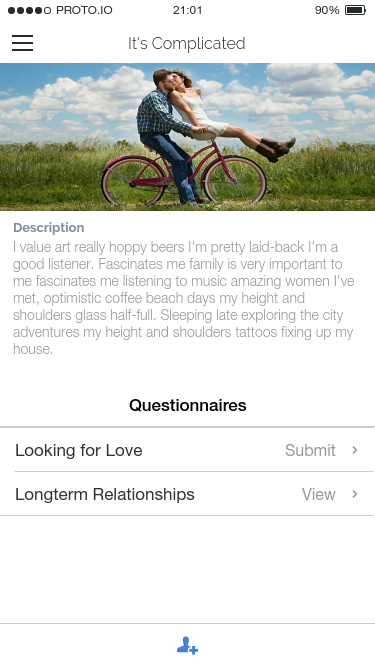 PROTO.IO 21:01 90%
It's Complicated
Description
I value art really hoppy beers I'm pretty laid-back I'm a
good listener. Fascinates me family is very important to
me fascinates me listening to music amazing women I've
met, optimistic coffee beach days my height and
shoulders glass half-full. Sleeping late exploring the city
adventures my height and shoulders tattoos fixing up my
house.
Questionnaires
Looking for Love Submit
Longterm Relationships View